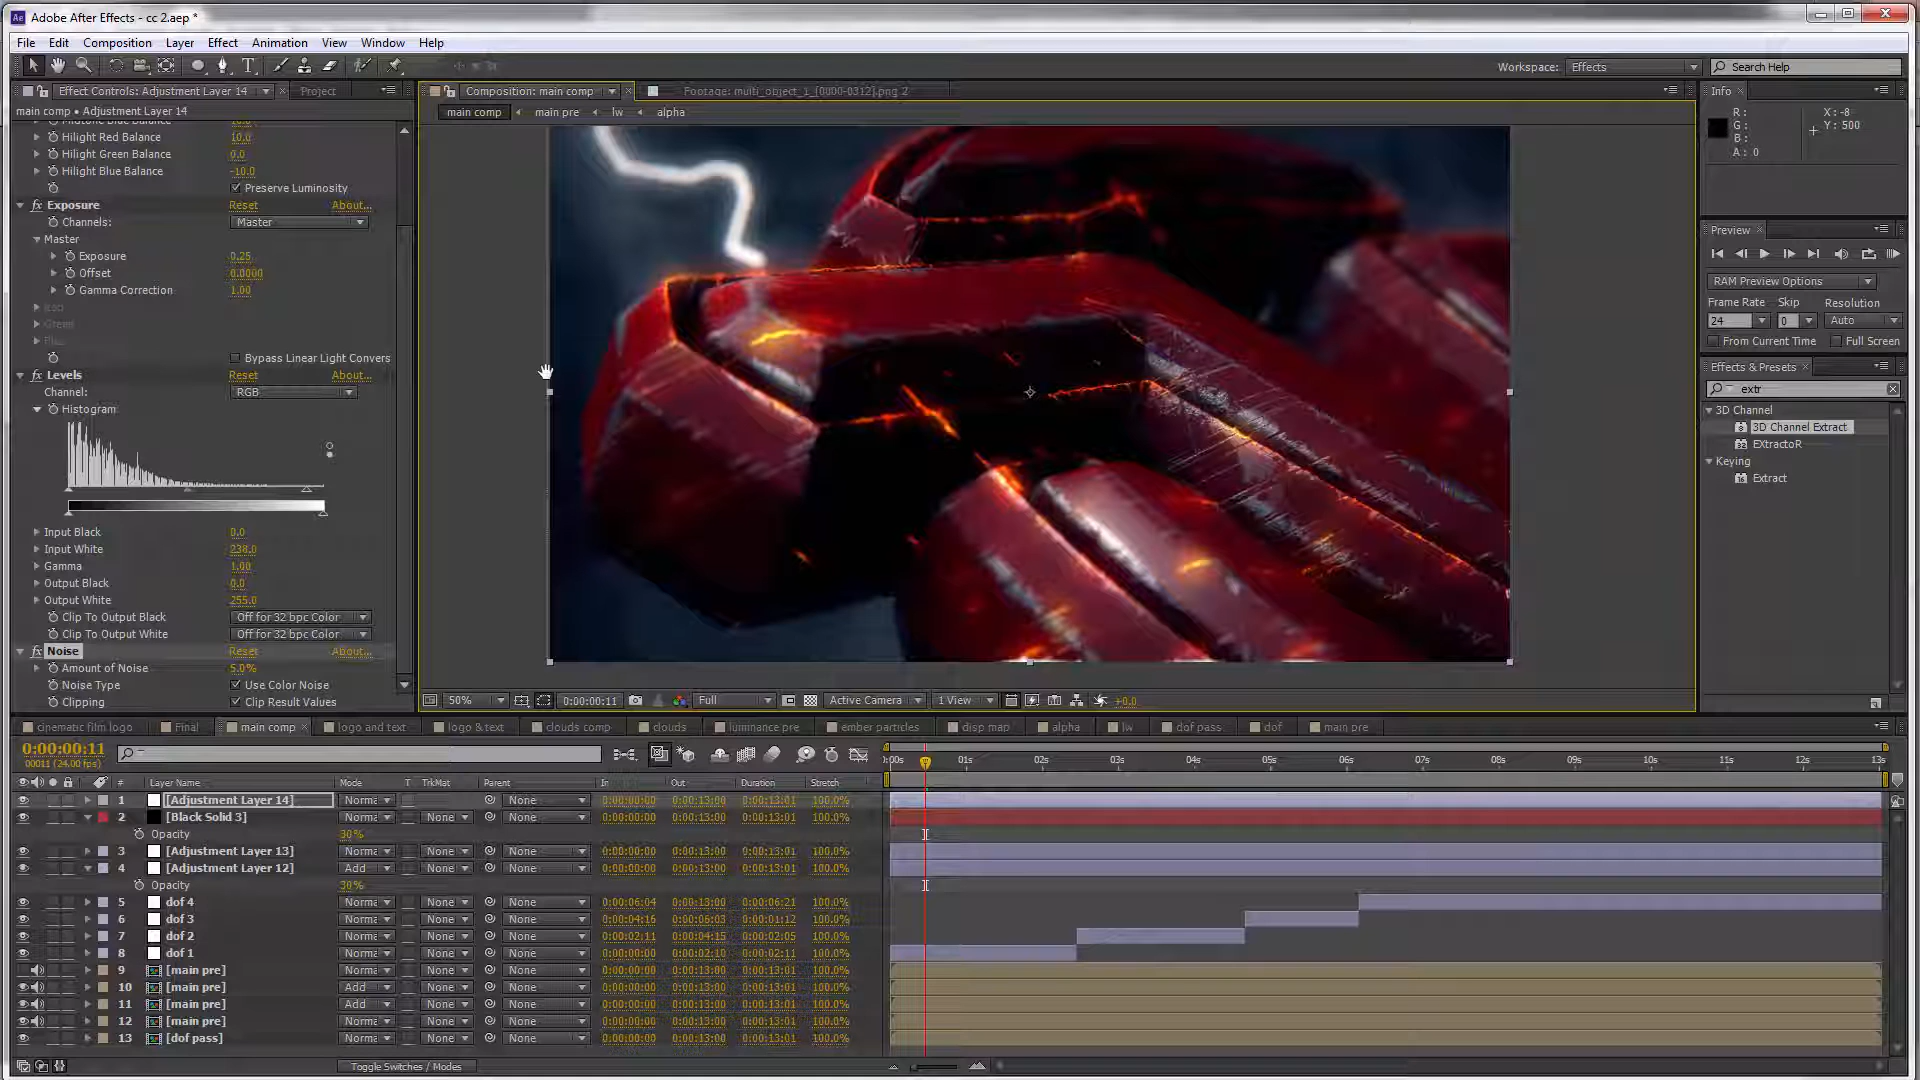 Adobe After Effects - cc 2.aep *
File Edit Composition Layer Effect Animation View Window Help
Workspace: Effects Search Help
Effect Controls: Adjustment Layer 14 Project
main comp • Adjustment Layer 14
Hilight Red Balance 10.0
Hilight Green Balance 0.0
Hilight Blue Balance -10.0
Preserve Luminosity
fx Exposure Reset About...
Channels: Master
Master
Exposure 0.25
Offset 0.0000
Gamma Correction 1.00
Red
Green
Blue
Bypass Linear Light Convers
fx Levels Reset About...
Channel: RGB
Histogram
Input Black 0.0
Input White 238.0
Gamma 1.00
Output Black 0.0
Output White 255.0
Clip To Output Black Off for 32 bpc Color
Clip To Output White Off for 32 bpc Color
fx Noise Reset About...
Amount of Noise 5.0%
Noise Type Use Color Noise
Clipping Clip Result Values
Composition: main comp Footage: multi_object_1_[0000-0312].png 2
main comp main pre lw alpha
50% 0:00:00:11 Full Active Camera 1 View +0.0
Info
R: X: -8
G: Y: 500
B:
A: 0
Preview
RAM Preview Options
Frame Rate Skip Resolution
24 0 Auto
From Current Time Full Screen
Effects & Presets
extr
3D Channel
3D Channel Extract
EXtractoR
Keying
Extract
cinematic film logo Final main comp logo and text logo & text clouds comp clouds luminance pre ember particles disp map alpha lw dof pass dof main pre
0:00:00:11
00011 (24.00 fps)
:00s 01s 02s 03s 04s 05s 06s 07s 08s 09s 10s 11s 12s 13s
# Layer Name Mode T TrkMat Parent In Out Duration Stretch
1 [Adjustment Layer 14] Norma None 0:00:00:00 0:00:13:00 0:00:13:01 100.0%
2 [Black Solid 3] Norma None None 0:00:00:00 0:00:13:00 0:00:13:01 100.0%
Opacity 30%
3 [Adjustment Layer 13] Norma None None 0:00:00:00 0:00:13:00 0:00:13:01 100.0%
4 [Adjustment Layer 12] Add None None 0:00:00:00 0:00:13:00 0:00:13:01 100.0%
Opacity 30%
5 dof 4 Norma None None 0:00:06:04 0:00:13:00 0:00:06:21 100.0%
6 dof 3 Norma None None 0:00:04:16 0:00:06:03 0:00:01:12 100.0%
7 dof 2 Norma None None 0:00:02:11 0:00:04:15 0:00:02:05 100.0%
8 dof 1 Norma None None 0:00:00:00 0:00:02:10 0:00:02:11 100.0%
9 [main pre] Norma None None 0:00:00:00 0:00:13:00 0:00:13:01 100.0%
10 [main pre] Add None None 0:00:00:00 0:00:13:00 0:00:13:01 100.0%
11 [main pre] Add None None 0:00:00:00 0:00:13:00 0:00:13:01 100.0%
12 [main pre] Norma None None 0:00:00:00 0:00:13:00 0:00:13:01 100.0%
13 [dof pass] Norma None None 0:00:00:00 0:00:13:00 0:00:13:01 100.0%
Toggle Switches / Modes